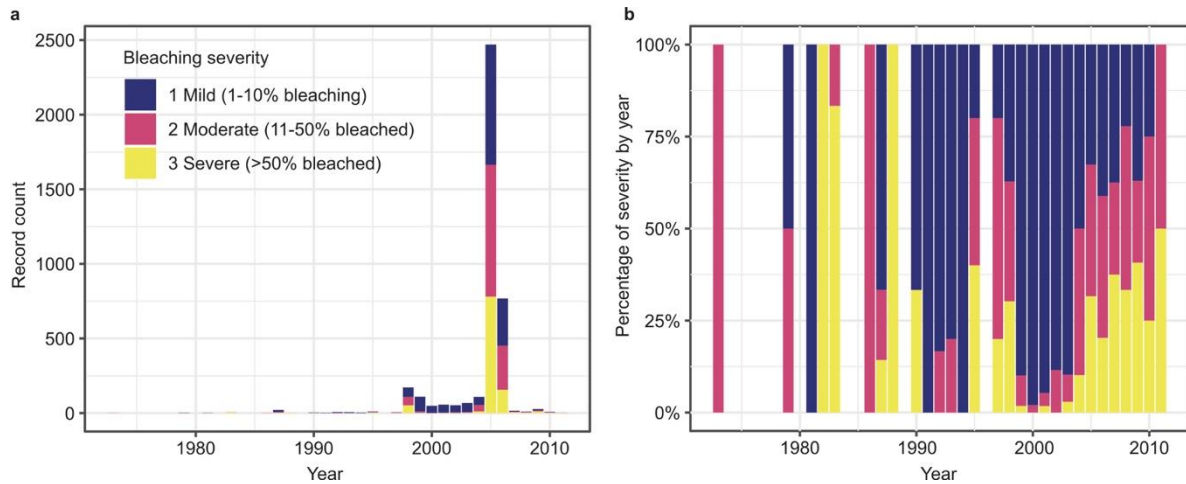 a
2500
2000
1500
1000
500
0
Record count
Bleaching severity
1 Mild (1-10% bleaching)
2 Moderate (11-50% bleached)
3 Severe (>50% bleached)
1980
1990
2000
2010
Year
b
100%
75%
50%
25%
0%
Percentage of severity by year
1980
1990
2000
2010
Year